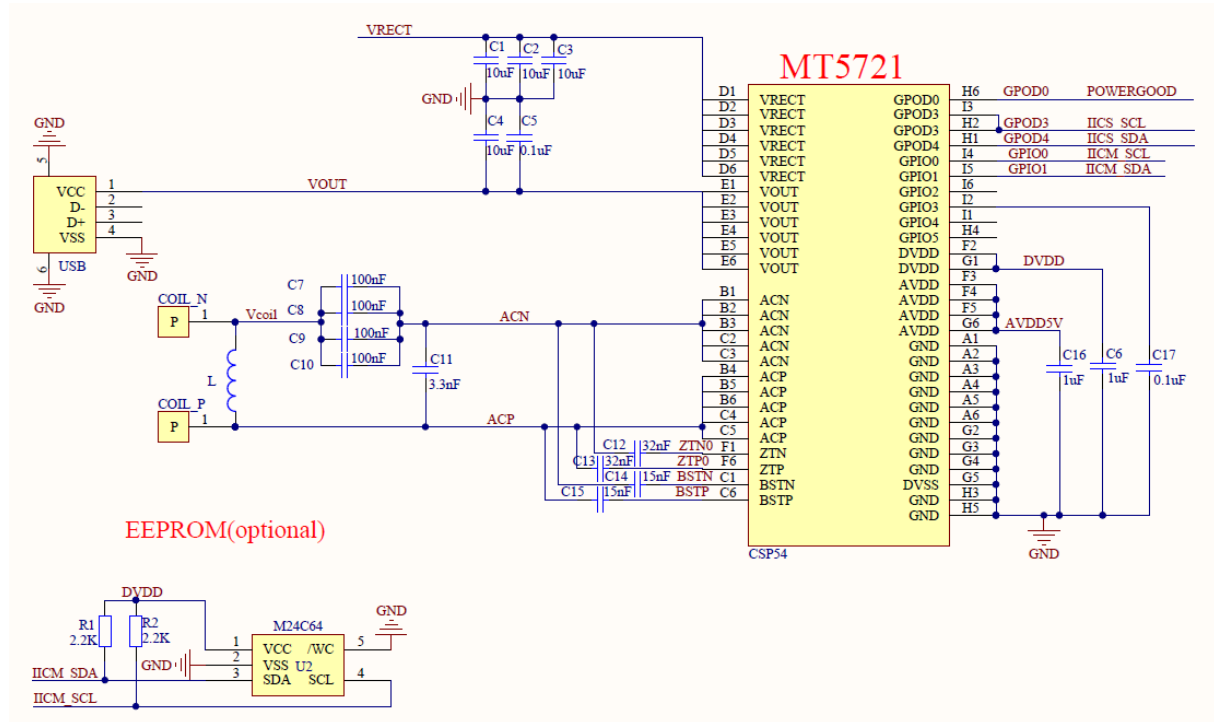 VRECT
C1
C2
C3
10uF
10uF
10uF
GND
C4
C5
10uF
0.1uF
MT5721
D1 VRECT
D2 VRECT
D3 VRECT
D4 VRECT
D5 VRECT
D6 VRECT
E1 VOUT
E2 VOUT
E3 VOUT
E4 VOUT
E5 VOUT
E6 VOUT
B1 ACN
B2 ACN
B3 ACN
C2 ACN
C3 ACN
B4 ACP
B5 ACP
B6 ACP
C4 ACP
C5 ACP
F1 ZTN
F6 ZTP
C1 BSTN
C6 BSTP
GPOD0 H6 GPOD0 POWERGOOD
GPOD3 I3
GPOD3 H2 GPOD3 IICS_SCL
GPOD4 H1 GPOD4 IICS_SDA
GPIO0 I4 GPIO0 IICM_SCL
GPIO1 I5 GPIO1 IICM_SDA
GPIO2 I6
GPIO3 I2
GPIO4 I1
GPIO5 H4
DVDD F2
DVDD G1 DVDD
AVDD F3
AVDD F4
AVDD F5
AVDD G6 AVDD5V
GND A1
GND A2
GND A3
GND A4
GND A5
GND A6
GND G2
GND G3
GND G4
DVSS G5
GND H3
GND H5
CSP54
C16
1uF
C6
1uF
C17
0.1uF
GND
GND
5
VCC 1
D- 2
D+ 3
VSS 4
6
USB
GND
GND
VOUT
COIL_N
P 1
Vcoil
L
COIL_P
P 1
C7 100nF
C8 100nF
C9 100nF
C10 100nF
C11
3.3nF
ACN
ACP
C12 32nF ZTN0
C13 32nF ZTP0
C14 15nF BSTN
C15 15nF BSTP
EEPROM(optional)
DVDD
R1
2.2K
R2
2.2K
GND
M24C64
1 VCC /WC 5
2 VSS U2
3 SDA SCL 4
GND
IICM_SDA
IICM_SCL